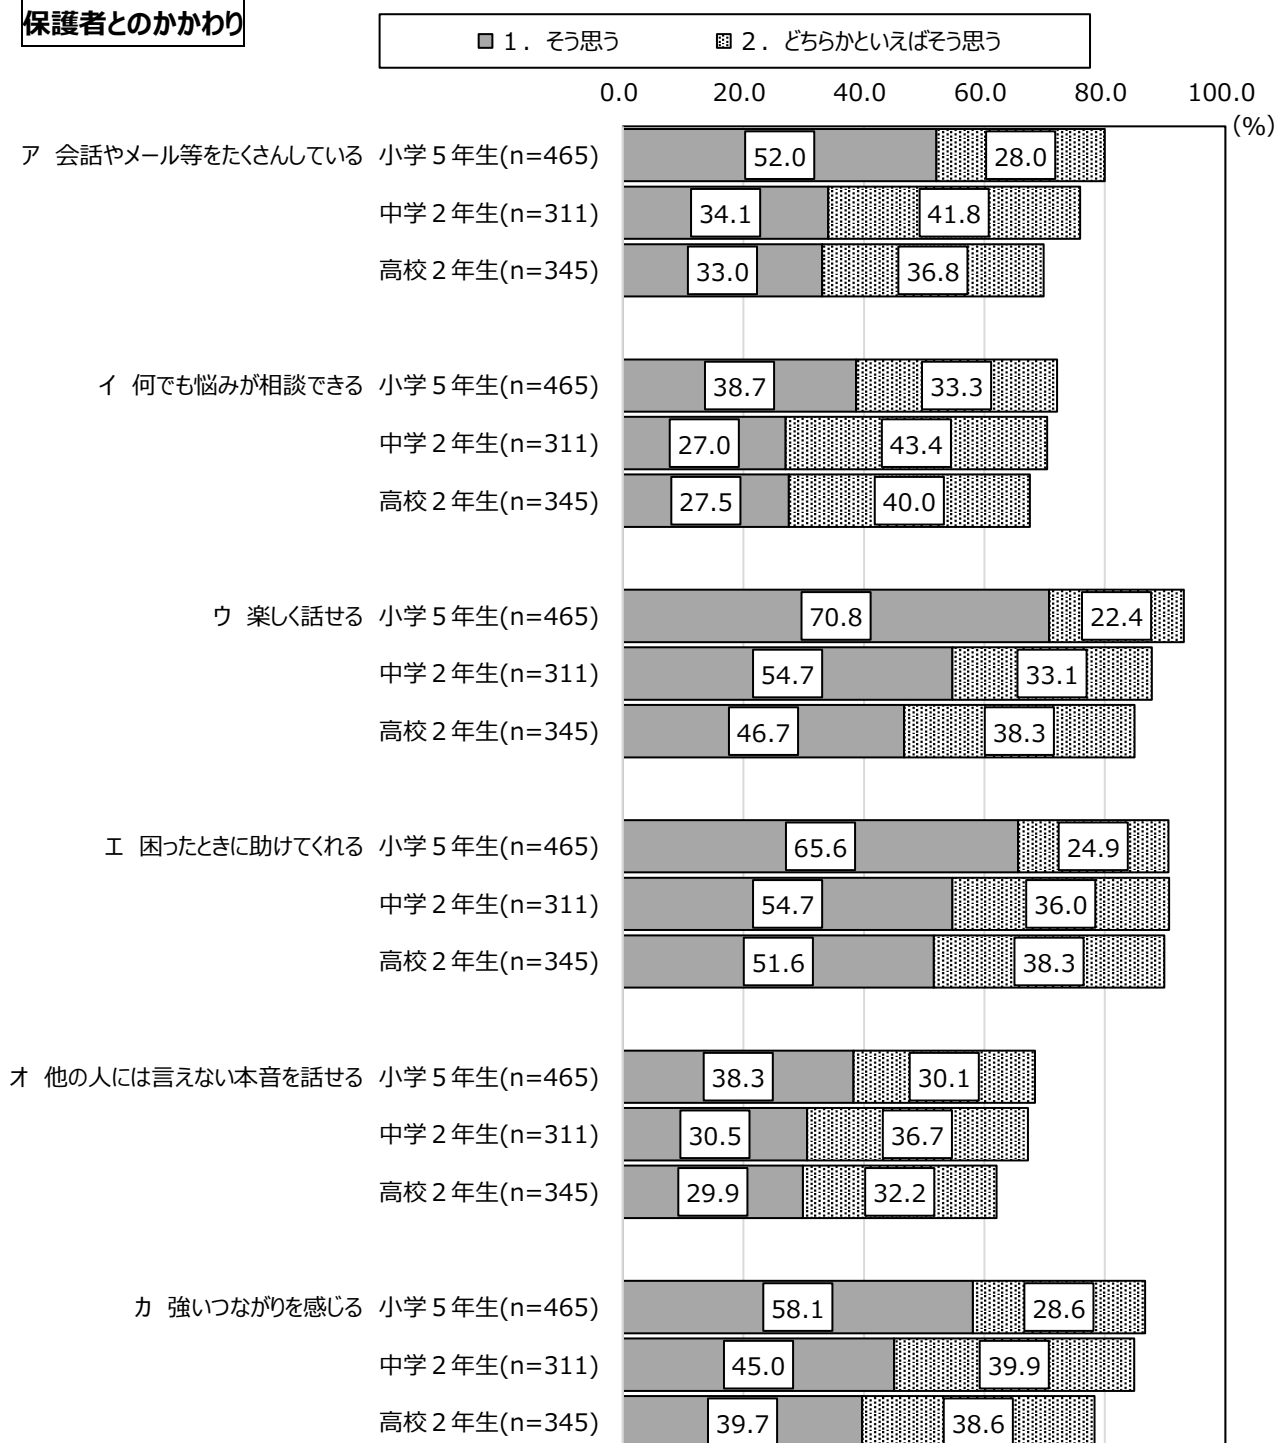 保護者とのかかわり
１．そう思う　２．どちらかといえばそう思う
0.0 20.0 40.0 60.0 80.0 100.0
(%)
ア　会話やメール等をたくさんしている 小学５年生(n=465) 52.0 28.0
中学２年生(n=311) 34.1 41.8
高校２年生(n=345) 33.0 36.8
イ　何でも悩みが相談できる 小学５年生(n=465) 38.7 33.3
中学２年生(n=311) 27.0 43.4
高校２年生(n=345) 27.5 40.0
ウ　楽しく話せる 小学５年生(n=465) 70.8 22.4
中学２年生(n=311) 54.7 33.1
高校２年生(n=345) 46.7 38.3
エ　困ったときに助けてくれる 小学５年生(n=465) 65.6 24.9
中学２年生(n=311) 54.7 36.0
高校２年生(n=345) 51.6 38.3
オ　他の人には言えない本音を話せる 小学５年生(n=465) 38.3 30.1
中学２年生(n=311) 30.5 36.7
高校２年生(n=345) 29.9 32.2
カ　強いつながりを感じる 小学５年生(n=465) 58.1 28.6
中学２年生(n=311) 45.0 39.9
高校２年生(n=345) 39.7 38.6